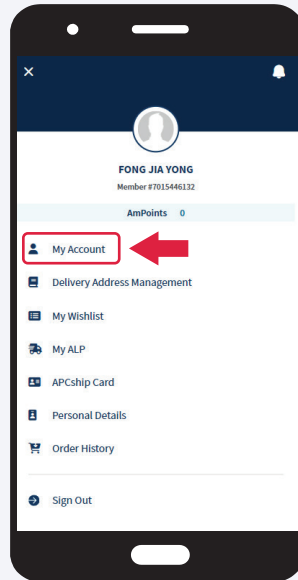 FONG JIA YONG
Member #7015446132
AmPoints 0
My Account
Delivery Address Management
My Wishlist
My ALP
APCship Card
Personal Details
Order History
Sign Out